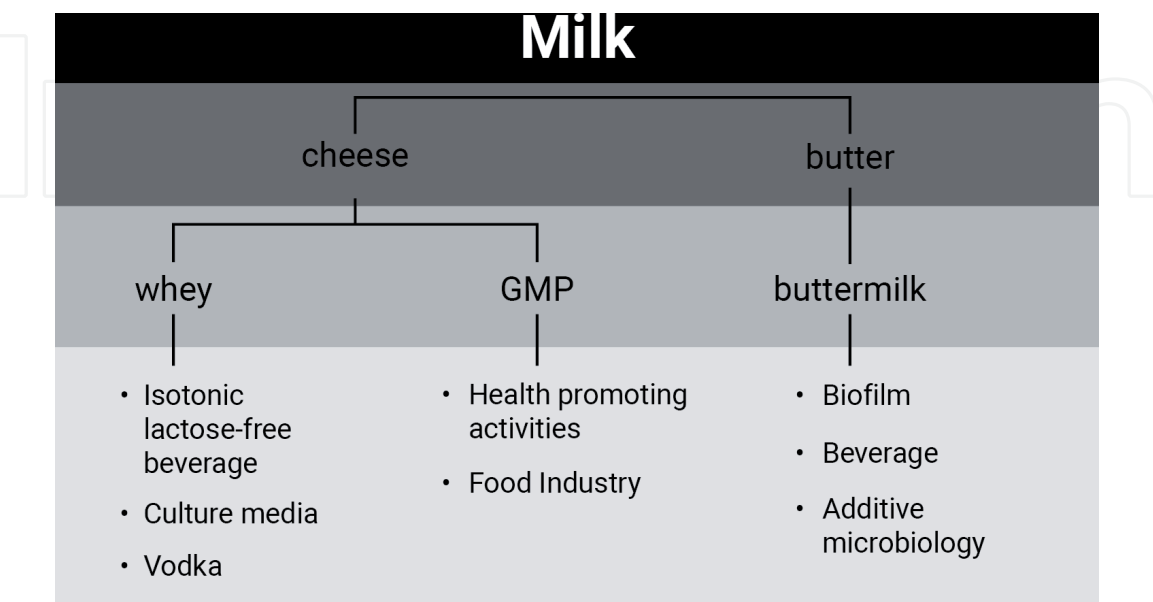 Milk
cheese
butter
whey
GMP
buttermilk
• Isotonic
lactose-free
beverage
• Culture media
• Vodka
• Health promoting
activities
• Food Industry
• Biofilm
• Beverage
• Additive
microbiology